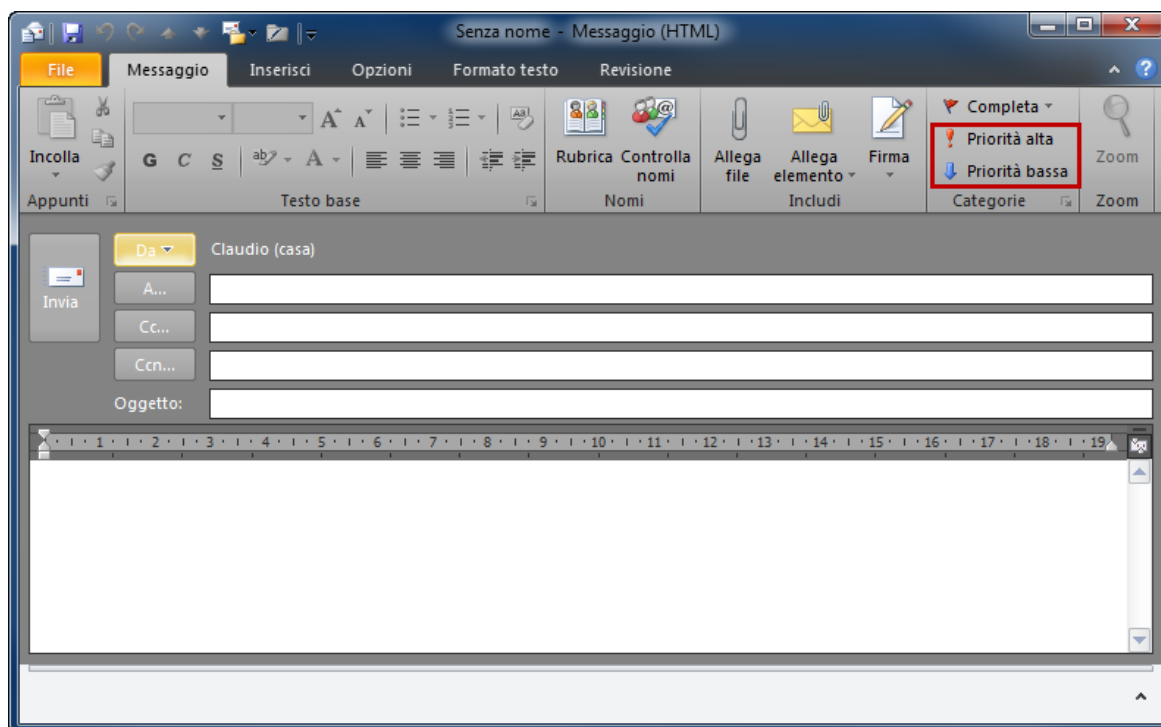 Senza nome - Messaggio (HTML)
File Messaggio Inserisci Opzioni Formato testo Revisione
Incolla
G C S
Rubrica
Controlla nomi
Allega file
Allega elemento
Firma
Completa
Priorità alta
Priorità bassa
Zoom
Appunti Testo base Nomi Includi Categorie Zoom
Invia
Da Claudio (casa)
A...
Cc...
Ccn...
Oggetto:
1 2 3 4 5 6 7 8 9 10 11 12 13 14 15 16 17 18 19